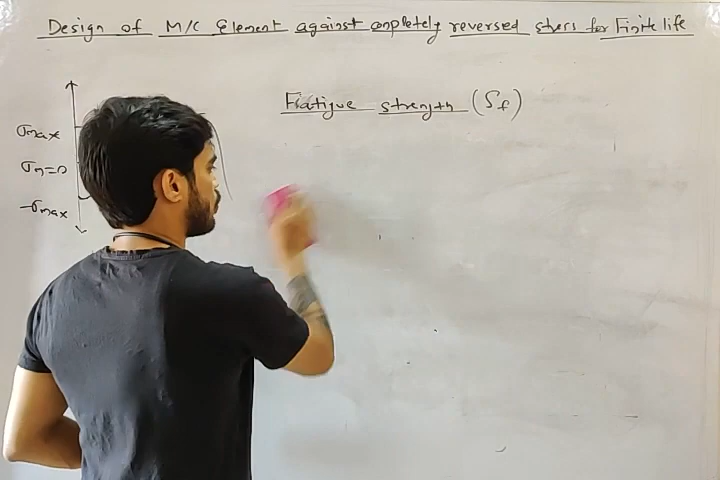 Design of M/C Element against completely reversed stress for Finite life
Fatigue strength (Sf)
σmax
σm=0
-σmax